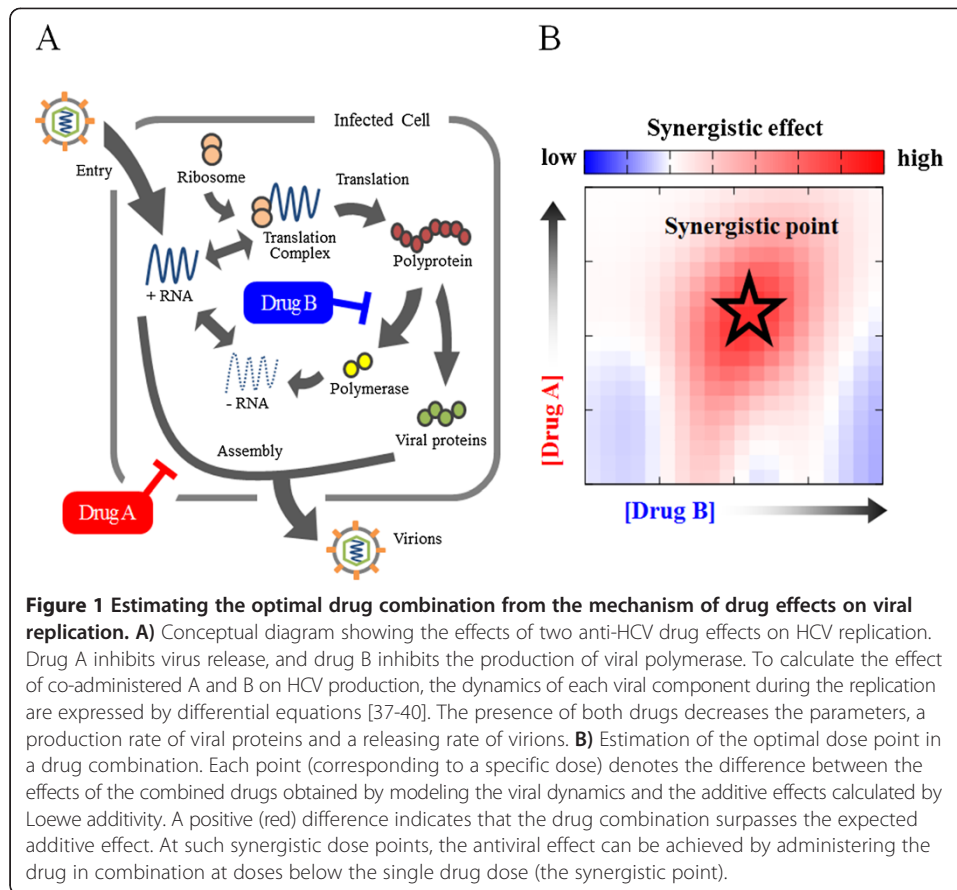 A
B
Infected Cell
Entry
Ribosome
Translation
Translation
Complex
Polyprotein
+ RNA
Drug B
- RNA
Polymerase
Viral proteins
Assembly
Drug A
Virions
Synergistic effect
low
high
Synergistic point
[Drug A]
[Drug B]
Figure 1 Estimating the optimal drug combination from the mechanism of drug effects on viral
replication. A) Conceptual diagram showing the effects of two anti-HCV drug effects on HCV replication.
Drug A inhibits virus release, and drug B inhibits the production of viral polymerase. To calculate the effect
of co-administered A and B on HCV production, the dynamics of each viral component during the replication
are expressed by differential equations [37-40]. The presence of both drugs decreases the parameters, a
production rate of viral proteins and a releasing rate of virions. B) Estimation of the optimal dose point in
a drug combination. Each point (corresponding to a specific dose) denotes the difference between the
effects of the combined drugs obtained by modeling the viral dynamics and the additive effects calculated by
Loewe additivity. A positive (red) difference indicates that the drug combination surpasses the expected
additive effect. At such synergistic dose points, the antiviral effect can be achieved by administering the
drug in combination at doses below the single drug dose (the synergistic point).